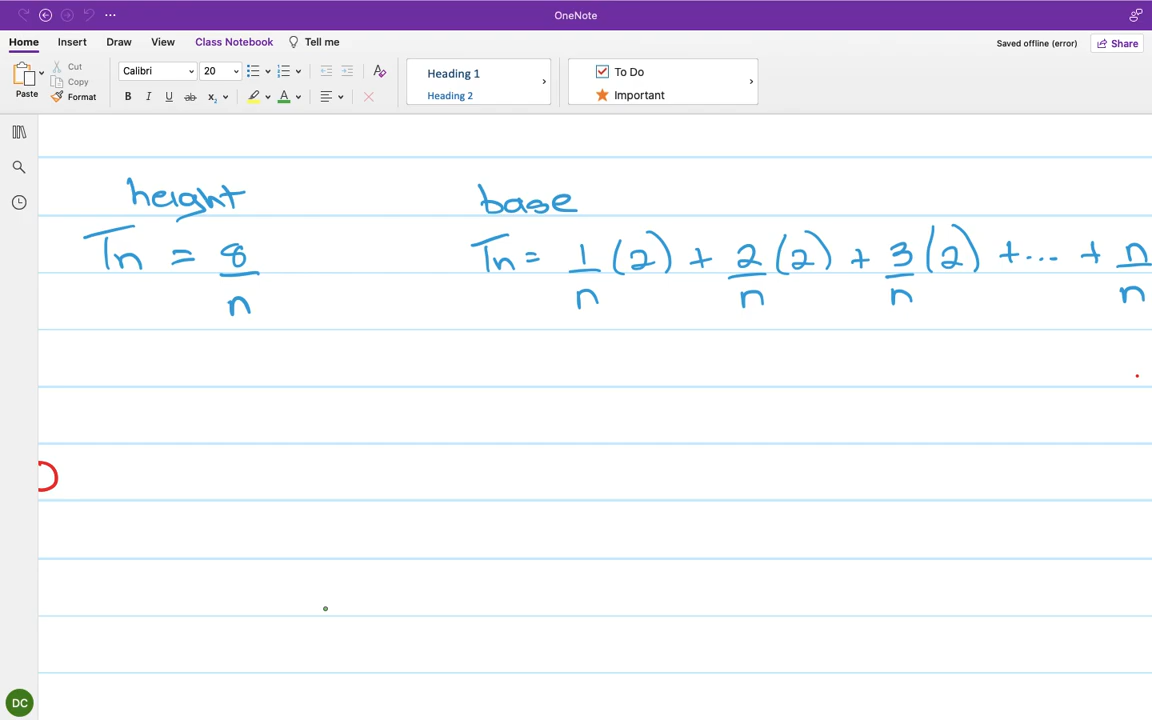 OneNote
Home Insert Draw View Class Notebook Tell me Saved offline (error) Share
Paste Cut Copy Format Calibri 20 B I U ab x₂ A A Heading 1 Heading 2 To Do Important
height base
Tn = 8/n Tn = 1/n (2) + 2/n (2) + 3/n (2) + ... + n/n
DC